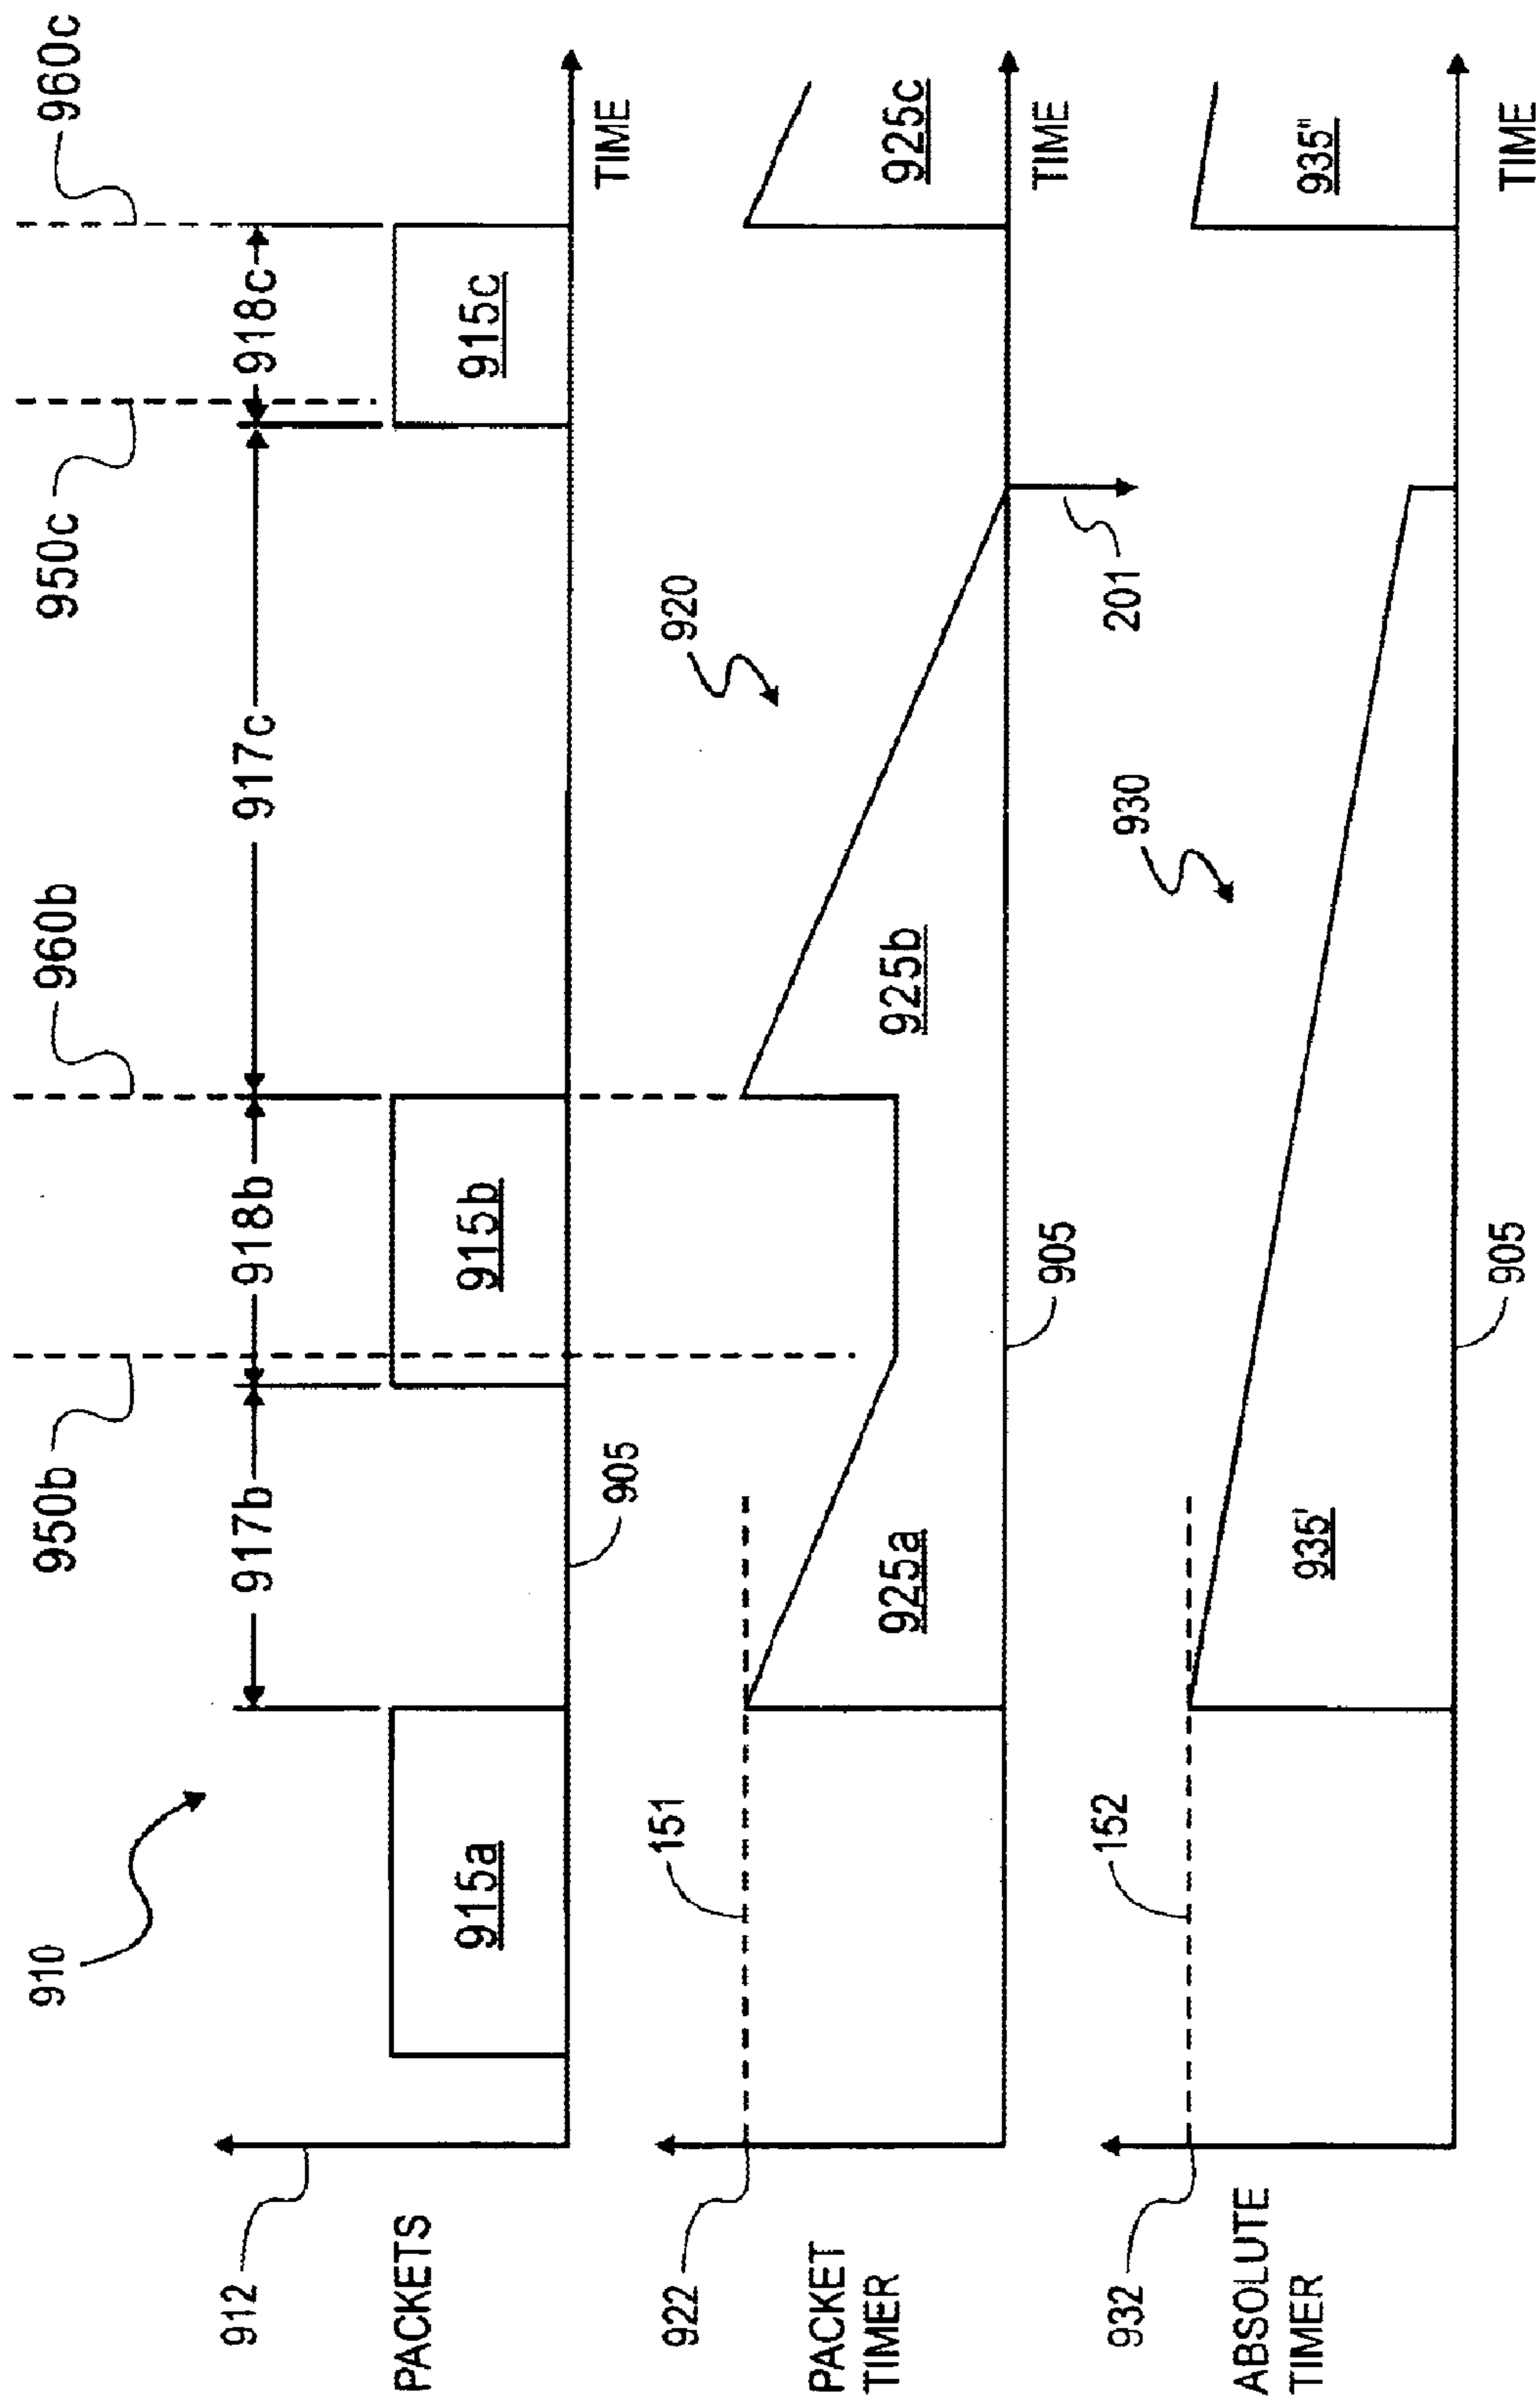 910
950b
960b
950c
960c
917b
918b
917c
918c
912
PACKETS
915a
915b
915c
905
TIME
920
922
PACKET
TIMER
151
925a
925b
925c
905
201
TIME
930
932
ABSOLUTE
TIMER
152
935'
935"
905
TIME